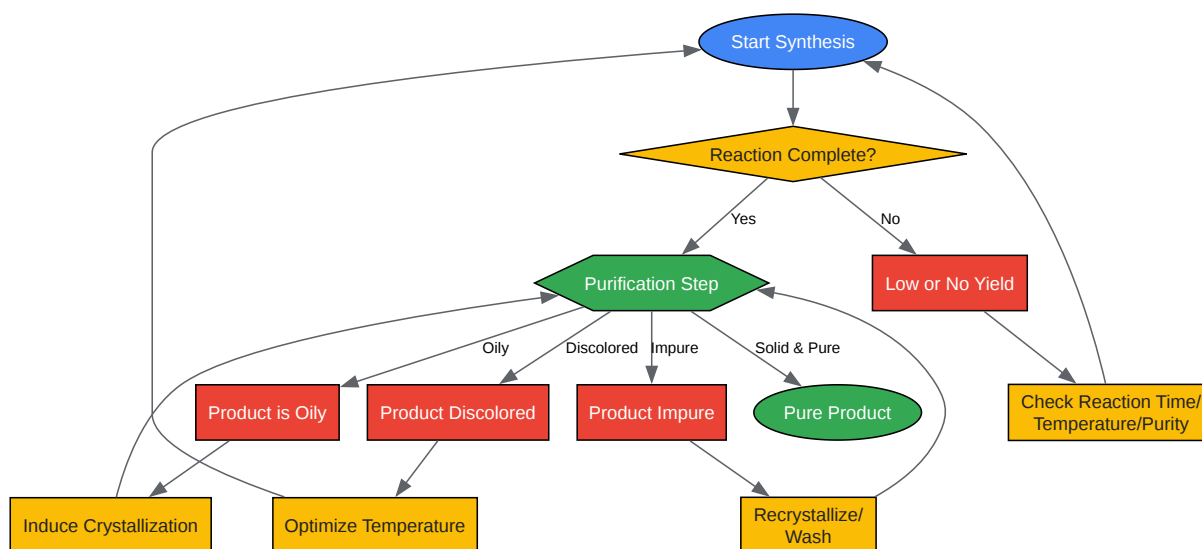 Start Synthesis
Reaction Complete?
Yes
No
Purification Step
Low or No Yield
Oily
Discolored
Impure
Solid & Pure
Product is Oily
Product Discolored
Product Impure
Pure Product
Check Reaction Time/
Temperature/Purity
Induce Crystallization
Optimize Temperature
Recrystallize/
Wash